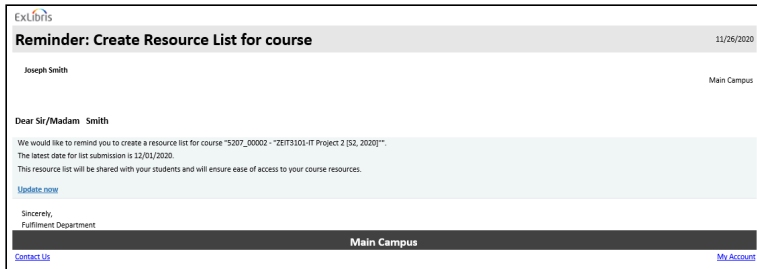 ExLibris
Reminder: Create Resource List for course
11/26/2020
Joseph Smith
Main Campus
Dear Sir/Madam Smith
We would like to remind you to create a resource list for course "5207_00002 - "ZEIT3101-IT Project 2 [S2, 2020]"".
The latest date for list submission is 12/01/2020.
This resource list will be shared with your students and will ensure ease of access to your course resources.
Update now
Sincerely,
Fulfilment Department
Main Campus
Contact Us
My Account